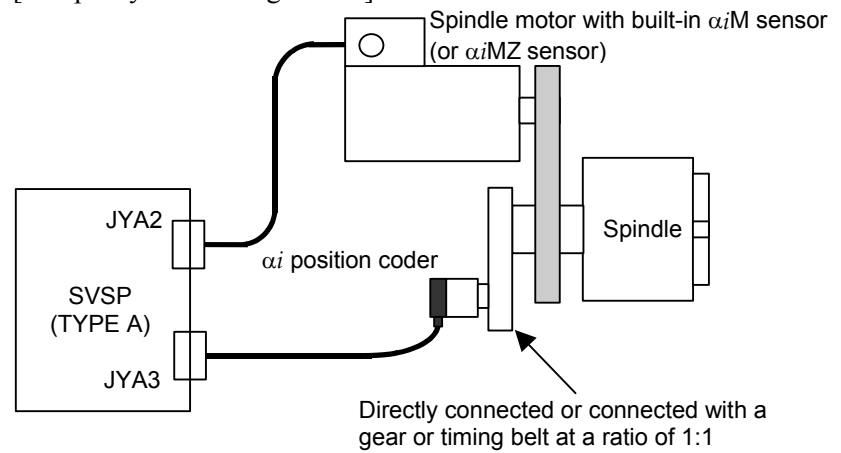 Spindle motor with built-in αiM sensor
(or αiMZ sensor)
JYA2
Spindle
αi position coder
SVSP
(TYPE A)
JYA3
Directly connected or connected with a
gear or timing belt at a ratio of 1:1